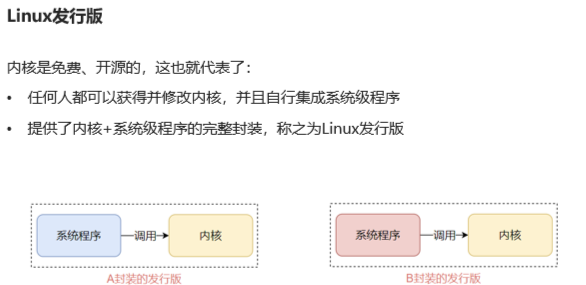 Linux发行版
内核是免费、开源的，这也就代表了：
• 任何人都可以获得并修改内核，并且自行集成系统级程序
• 提供了内核+系统级程序的完整封装，称之为Linux发行版
系统程序 调用 内核 系统程序 调用 内核
A封装的发行版 B封装的发行版